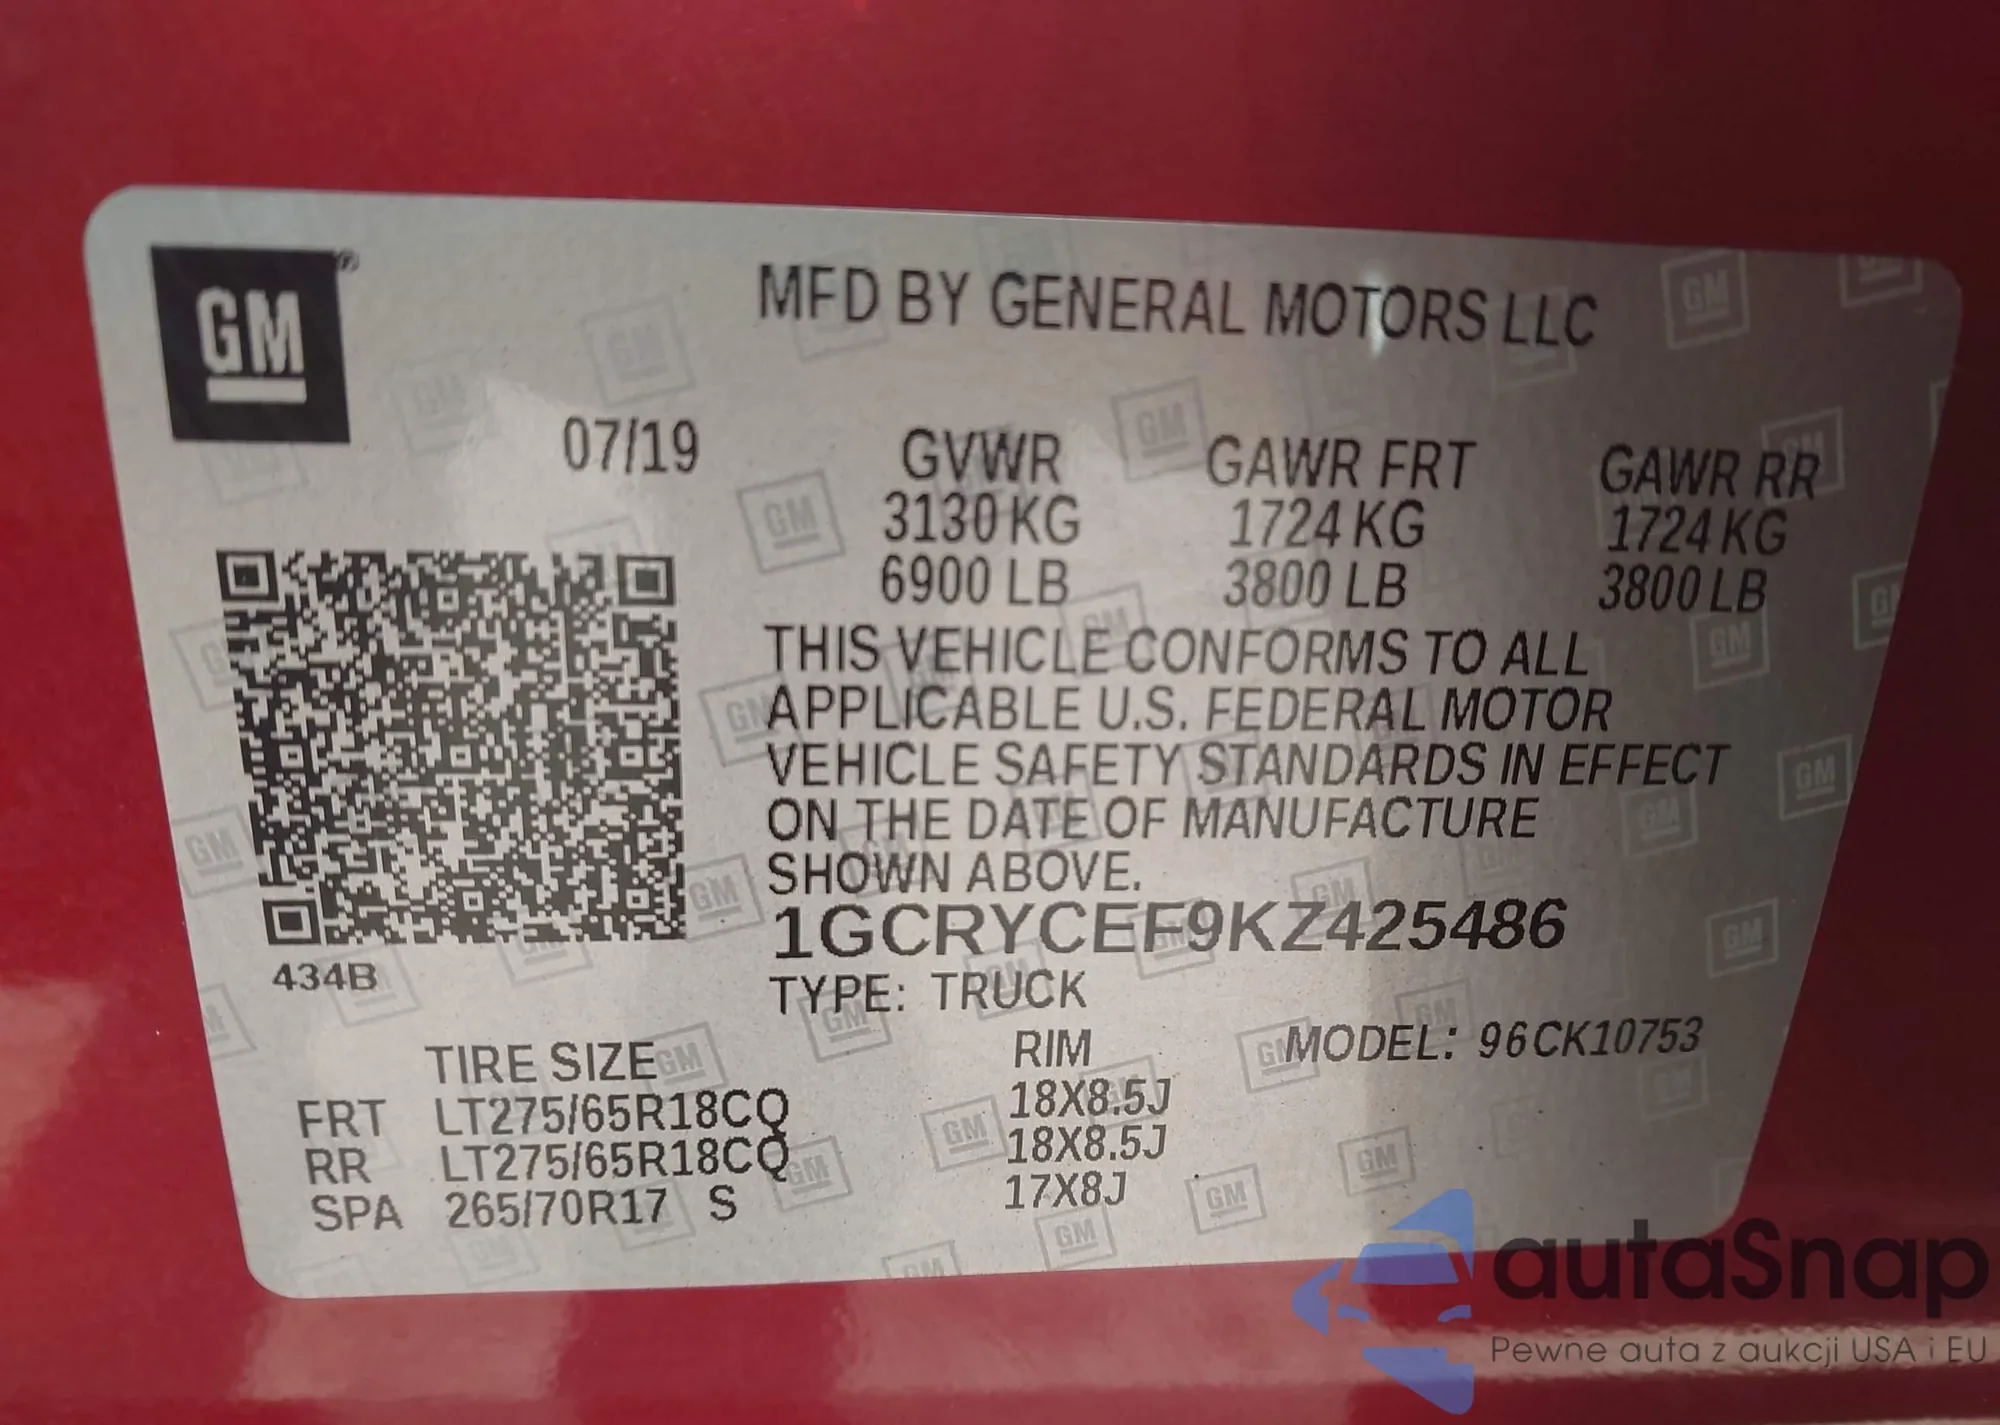 GM
MFD BY GENERAL MOTORS LLC
07/19
GVWR GAWR FRT GAWR RR
3130 KG 1724 KG 1724 KG
6900 LB 3800 LB 3800 LB
THIS VEHICLE CONFORMS TO ALL
APPLICABLE U.S. FEDERAL MOTOR
VEHICLE SAFETY STANDARDS IN EFFECT
ON THE DATE OF MANUFACTURE
SHOWN ABOVE.
1GCRYCEF9KZ425486
434B
TYPE: TRUCK
MODEL: 96CK10753
TIRE SIZE RIM
FRT LT275/65R18CQ 18X8.5J
RR LT275/65R18CQ 18X8.5J
SPA 265/70R17 S 17X8J
autaSnap
Pewne auta z aukcji USA i EU